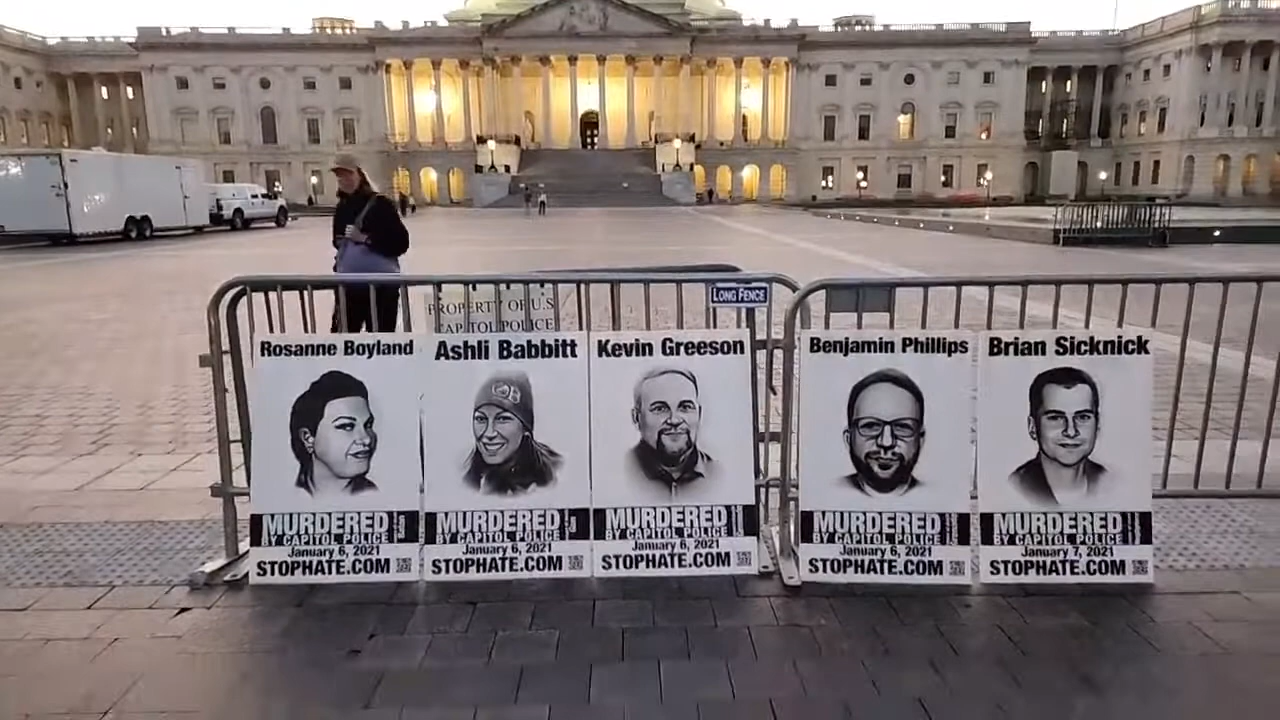 LONG FENCE
PROPERTY OF U.S
CAPITOL POLICE
Rosanne Boyland
MURDERED
BY CAPITOL POLICE
January 6, 2021
STOPHATE.COM
Ashli Babbitt
MURDERED
BY CAPITOL POLICE
January 6, 2021
STOPHATE.COM
Kevin Greeson
MURDERED
BY CAPITOL POLICE
January 6, 2021
STOPHATE.COM
Benjamin Phillips
MURDERED
BY CAPITOL POLICE
January 6, 2021
STOPHATE.COM
Brian Sicknick
MURDERED
BY CAPITOL POLICE
January 7, 2021
STOPHATE.COM